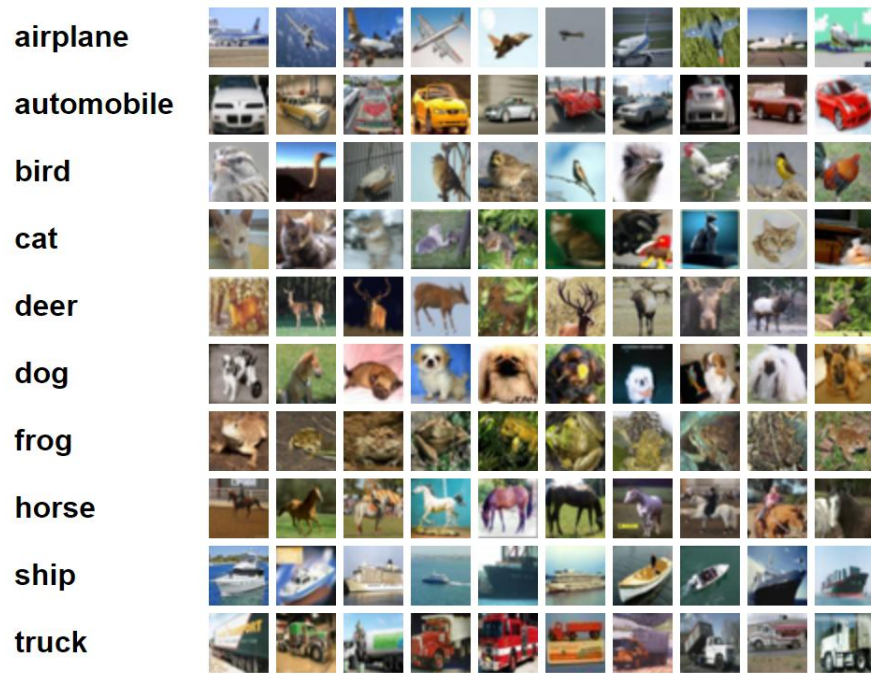 airplane
automobile
bird
cat
deer
dog
frog
horse
ship
truck